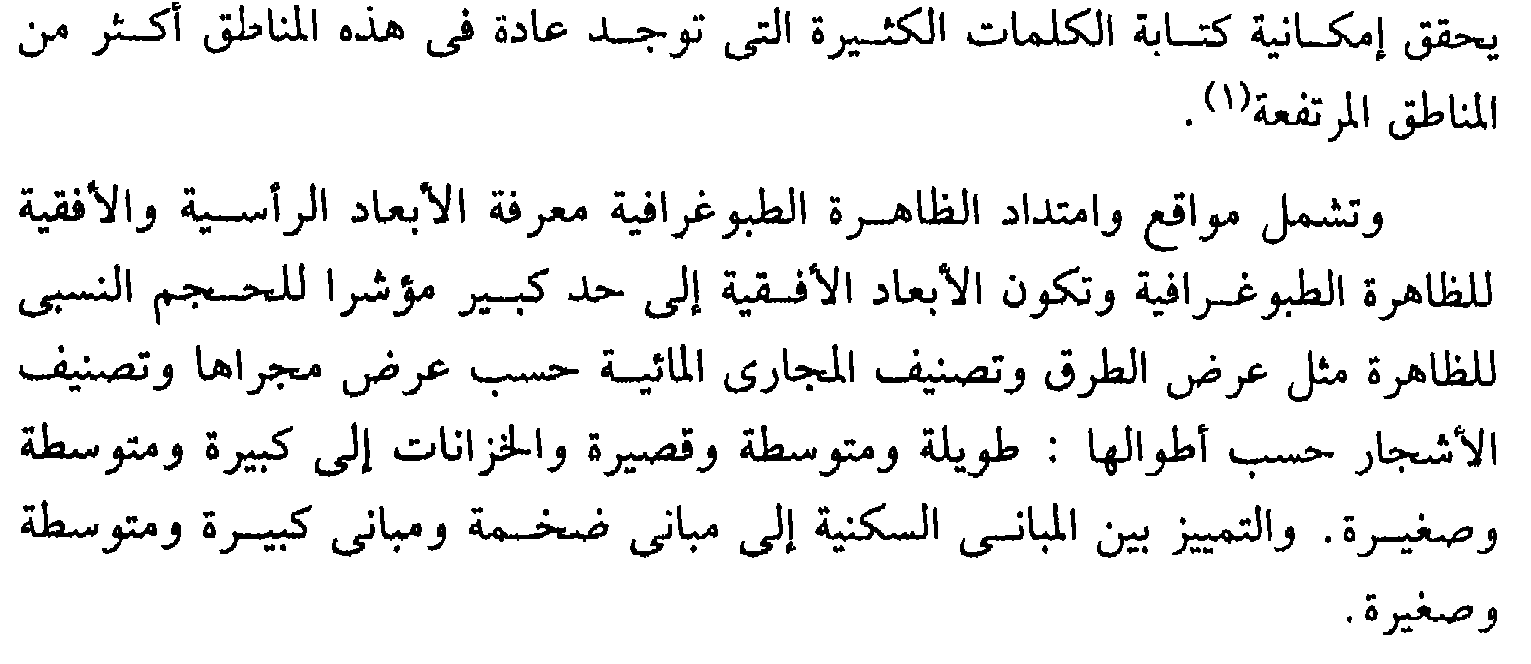 يحقق إمكانية كتابة الكلمات الكثيرة التى توجد عادة فى هذه المناطق أكثر من
المناطق المرتفعة(١).
وتشمل مواقع وامتداد الظاهرة الطبوغرافية معرفة الأبعاد الرأسية والأفقية
للظاهرة الطبوغرافية وتكون الأبعاد الأفقية إلى حد كبير مؤشرا للحجم النسبى
للظاهرة مثل عرض الطرق وتصنيف المجارى المائية حسب عرض مجراها وتصنيف
الأشجار حسب أطوالها : طويلة ومتوسطة وقصيرة والخزانات إلى كبيرة ومتوسطة
وصغيرة. والتمييز بين المبانى السكنية إلى مبانى ضخمة ومبانى كبيرة ومتوسطة
وصغيرة.